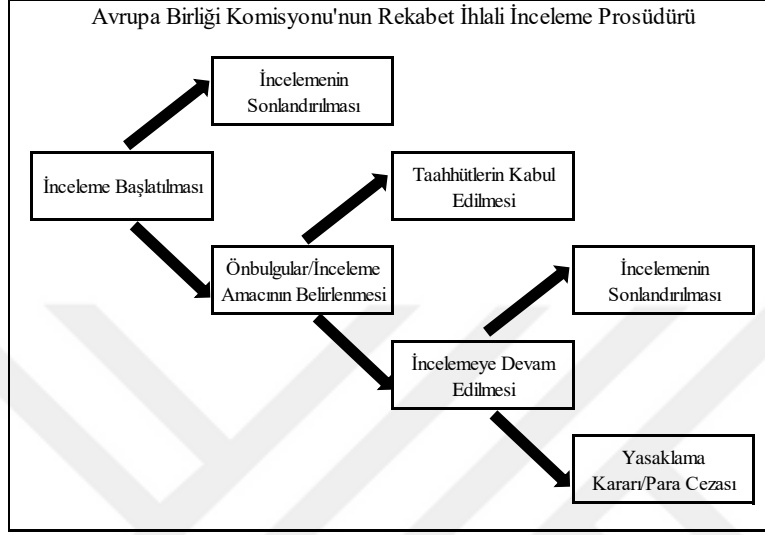 Avrupa Birliği Komisyonu'nun Rekabet İhlali İnceleme Prosüdürü
İncelemenin
Sonlandırılması
İnceleme Başlatılması
Taahhütlerin Kabul
Edilmesi
Önbulgular/İnceleme
Amacının Belirlenmesi
İncelemenin
Sonlandırılması
İncelemeye Devam
Edilmesi
Yasaklama
Kararı/Para Cezası